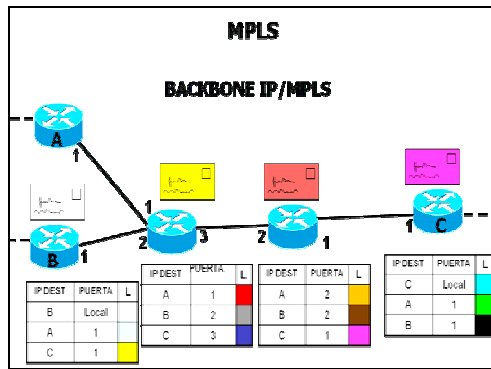 MPLS
BACKBONE IP/MPLS
A
1
B
1
1
2
3
2
1
1
C
IP DEST PUERTA L
B Local
A 1
C 1
IP DEST PUERTA L
A 1
B 2
C 3
IP DEST PUERTA L
A 2
B 2
C 1
IP DEST PUERTA L
C Local
A 1
B 1